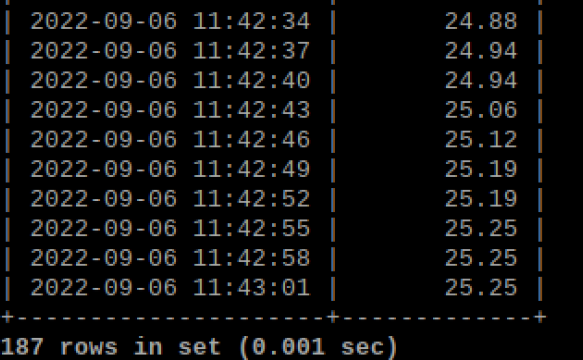 | 2022-09-06 11:42:34 |       24.88 |
| 2022-09-06 11:42:37 |       24.94 |
| 2022-09-06 11:42:40 |       24.94 |
| 2022-09-06 11:42:43 |       25.06 |
| 2022-09-06 11:42:46 |       25.12 |
| 2022-09-06 11:42:49 |       25.19 |
| 2022-09-06 11:42:52 |       25.19 |
| 2022-09-06 11:42:55 |       25.25 |
| 2022-09-06 11:42:58 |       25.25 |
| 2022-09-06 11:43:01 |       25.25 |
+---------------------+-------------+
187 rows in set (0.001 sec)